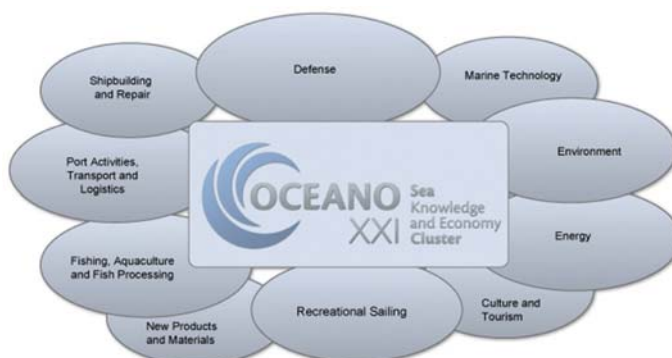 Defense
Shipbuilding
and Repair
Marine Technology
Port Activities,
Transport and
Logistics
Environment
OCEANO
XXI
Sea
Knowledge
and Economy
Cluster
Fishing, Aquaculture
and Fish Processing
Energy
New Products
and Materials
Recreational Sailing
Culture and
Tourism